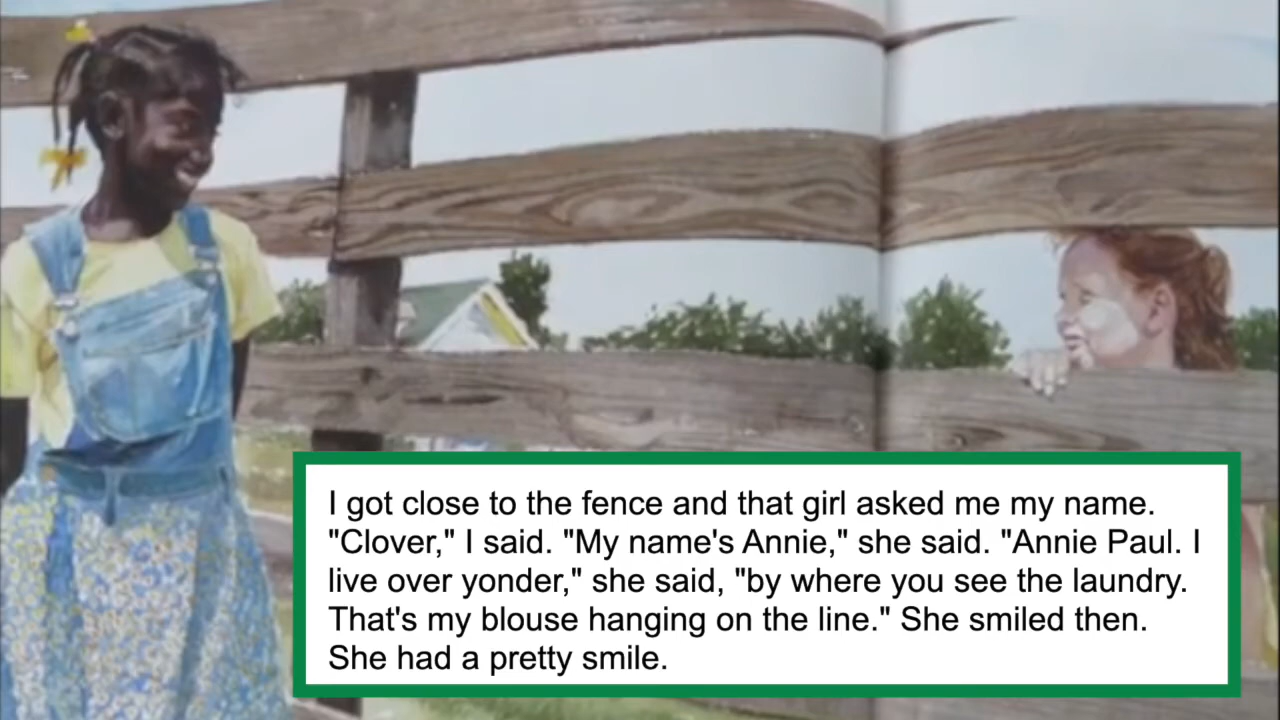 I got close to the fence and that girl asked me my name.
"Clover," I said. "My name's Annie," she said. "Annie Paul. I
live over yonder," she said, "by where you see the laundry.
That's my blouse hanging on the line." She smiled then.
She had a pretty smile.